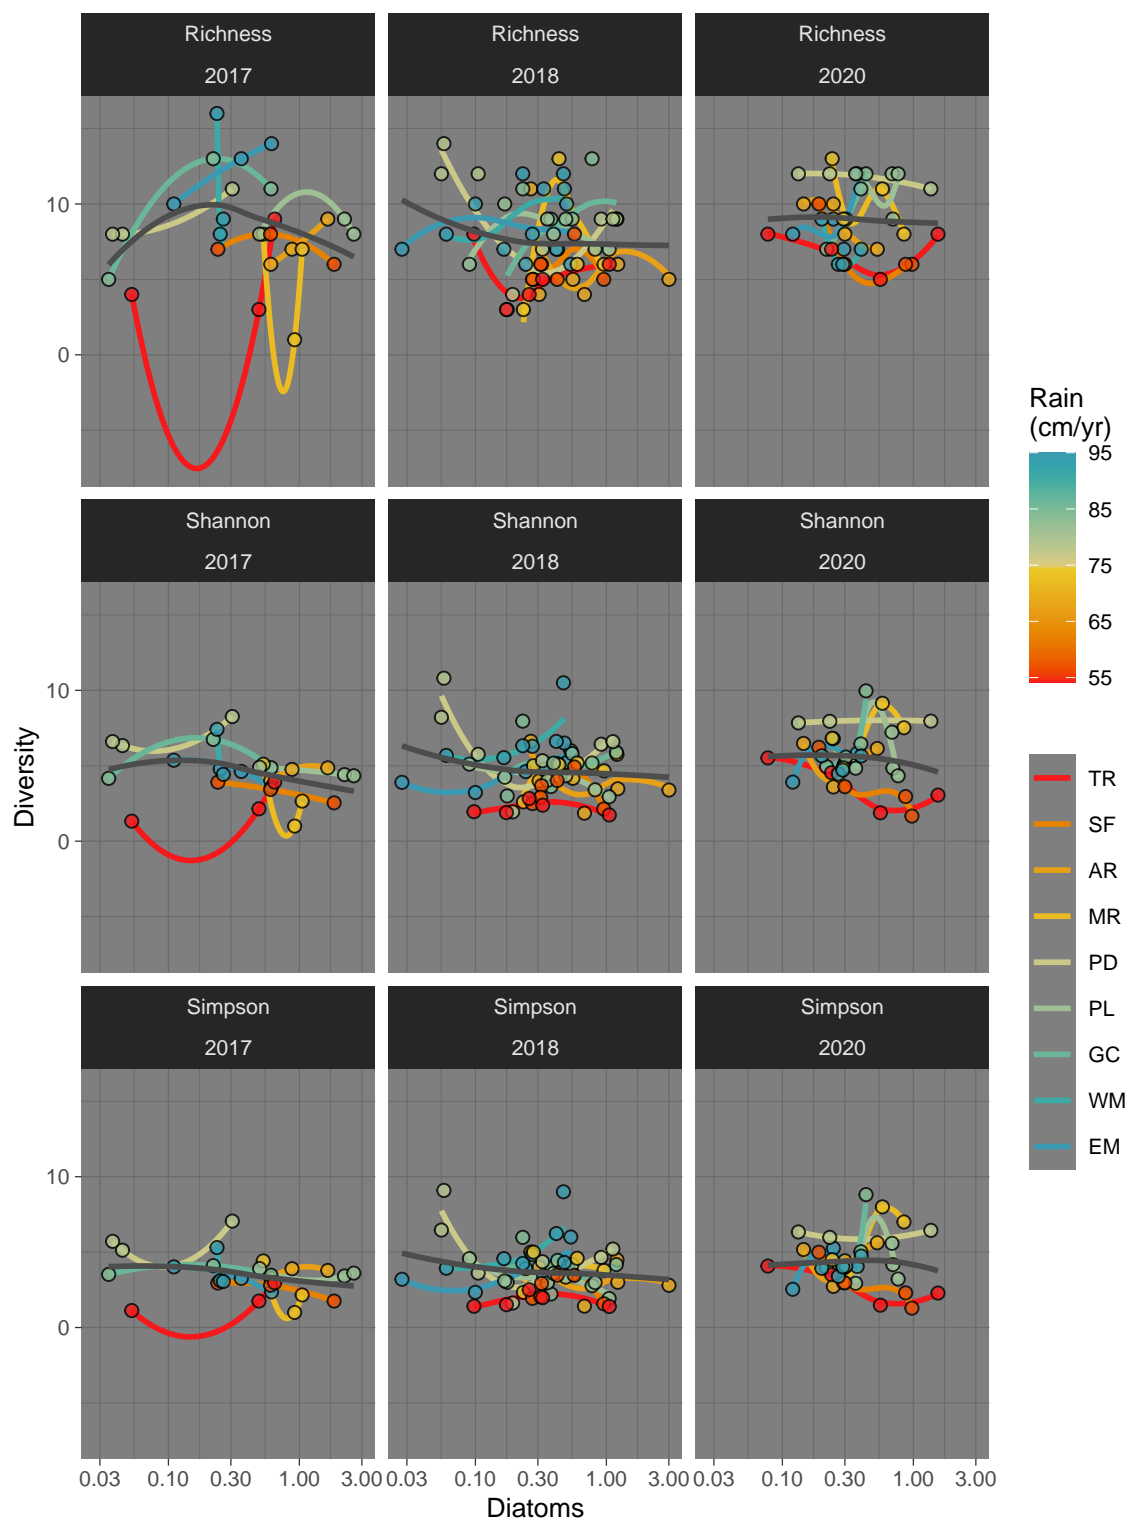 Richness
2017
Richness
2018
Richness
2020
10
0
Shannon
2017
Shannon
2018
Shannon
2020
10
0
Simpson
2017
Simpson
2018
Simpson
2020
10
0
0.03 0.10 0.30 1.00 3.00
0.03 0.10 0.30 1.00 3.00
0.03 0.10 0.30 1.00 3.00
Diatoms
Diversity
Rain
(cm/yr)
95
85
75
65
55
TR
SF
AR
MR
PD
PL
GC
WM
EM